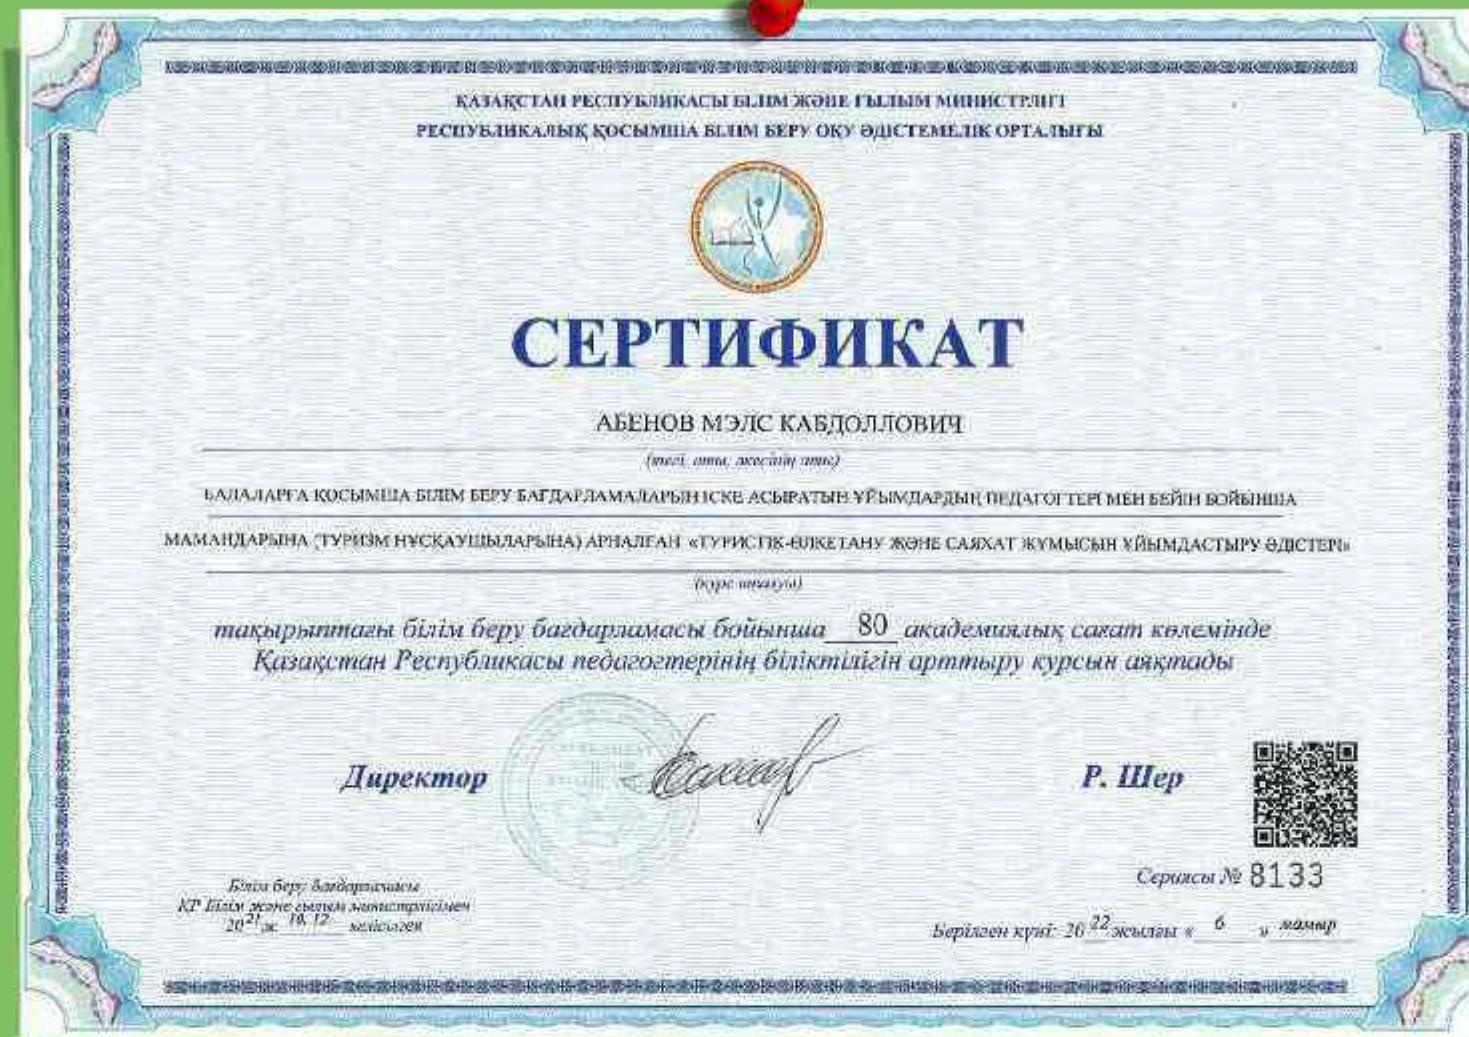 ҚАЗАҚСТАН РЕСПУБЛИКАСЫ БІЛІМ ЖӘНЕ ҒЫЛЫМ МИНИСТРЛІГІ
РЕСПУБЛИКАЛЫҚ ҚОСЫМША БІЛІМ БЕРУ ОҚУ ӘДІСТЕМЕЛІК ОРТАЛЫҒЫ
СЕРТИФИКАТ
АБЕНОВ МЭЛС КАБДОЛЛОВИЧ
(тегі, аты, әкесінің аты)
БАЛАЛАРҒА ҚОСЫМША БІЛІМ БЕРУ БАҒДАРЛАМАЛАРЫН ІСКЕ АСЫРАТЫН ҰЙЫМДАРДЫҢ ПЕДАГОГТЕРІ МЕН БЕЙІН БОЙЫНША
МАМАНДАРЫНА (ТУРИЗМ НҰСҚАУШЫЛАРЫНА) АРНАЛҒАН «ТУРИСТІК-ӨЛКЕТАНУ ЖӘНЕ САЯХАТ ЖҰМЫСЫН ҰЙЫМДАСТЫРУ ӘДІСТЕРІ»
(курс атауы)
тақырыптағы білім беру бағдарламасы бойынша 80 академиялық сағат көлемінде
Қазақстан Республикасы педагогтерінің біліктілігін арттыру курсын аяқтады
Директор
Р. Шер
Сериясы № 8133
Білім беру бағдарламасы
ҚР Білім және ғылым министрлігімен
2021 ж. 12 келісілген
Берілген күні: 2022 жылғы « 6 » мамыр